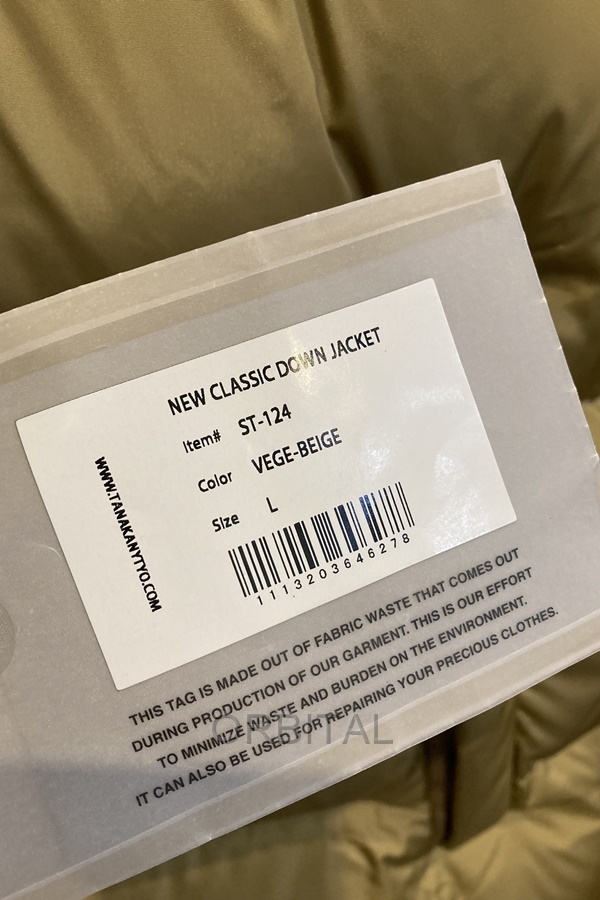 NEW CLASSIC DOWN JACKET
Item# ST-124
Color VEGE-BEIGE
Size L
1113203646278
WWW.TANAKANYTYO.COM
THIS TAG IS MADE OUT OF FABRIC WASTE THAT COMES OUT
DURING PRODUCTION OF OUR GARMENT. THIS IS OUR EFFORT
TO MINIMIZE WASTE AND BURDEN ON THE ENVIRONMENT.
IT CAN ALSO BE USED FOR REPAIRING YOUR PRECIOUS CLOTHES.
ORBITAL